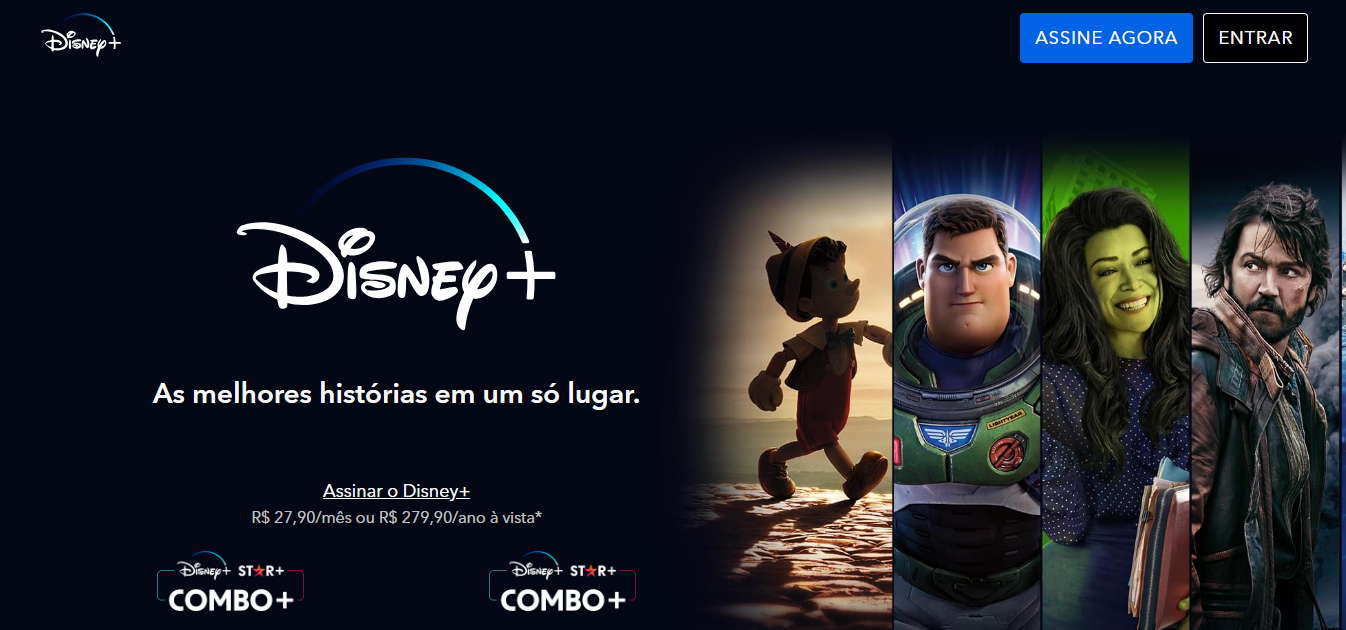 Disney+
ASSINE AGORA
ENTRAR
Disney+
As melhores histórias em um só lugar.
Assinar o Disney+
R$ 27,90/mês ou R$ 279,90/ano à vista*
Disney+ STAR+
COMBO+
Disney+ STAR+
COMBO+
LIGHTYEAR